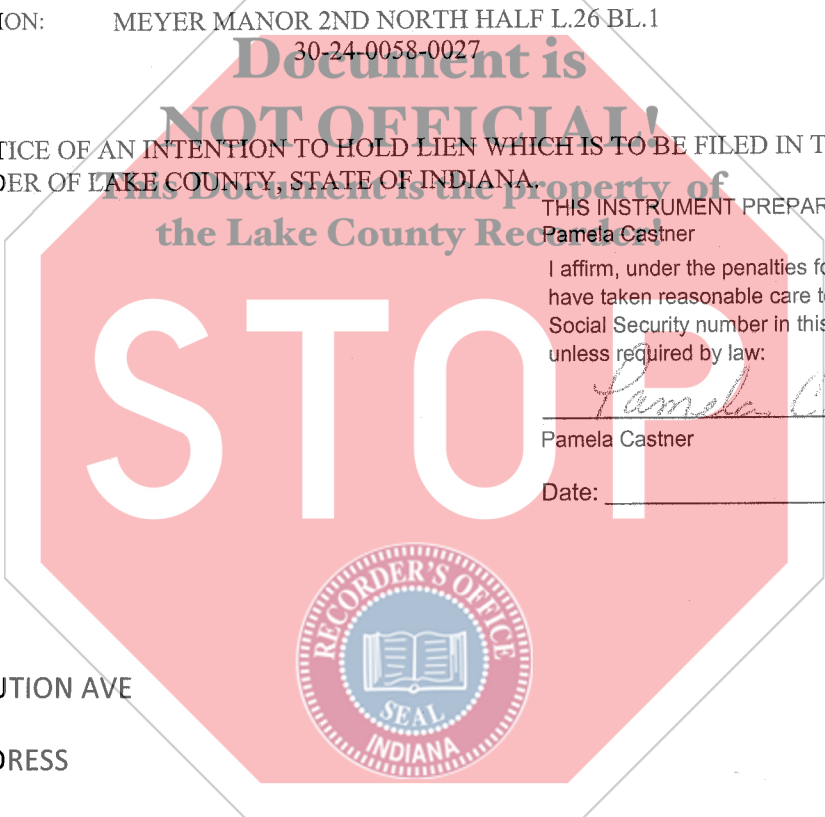 ION: MEYER MANOR 2ND NORTH HALF L.26 BL.1
30-24-0058-0027
Document is
NOT OFFICIAL!
TICE OF AN INTENTION TO HOLD LIEN WHICH IS TO BE FILED IN T
DER OF LAKE COUNTY, STATE OF INDIANA.
This Document is the property of
the Lake County Recorder!
THIS INSTRUMENT PREPAR
Pamela Castner
I affirm, under the penalties fo
have taken reasonable care to
Social Security number in this
unless required by law:
Pamela C
Pamela Castner
Date:
STOP
RECORDER'S OFFICE
SEAL
INDIANA
UTION AVE
DRESS